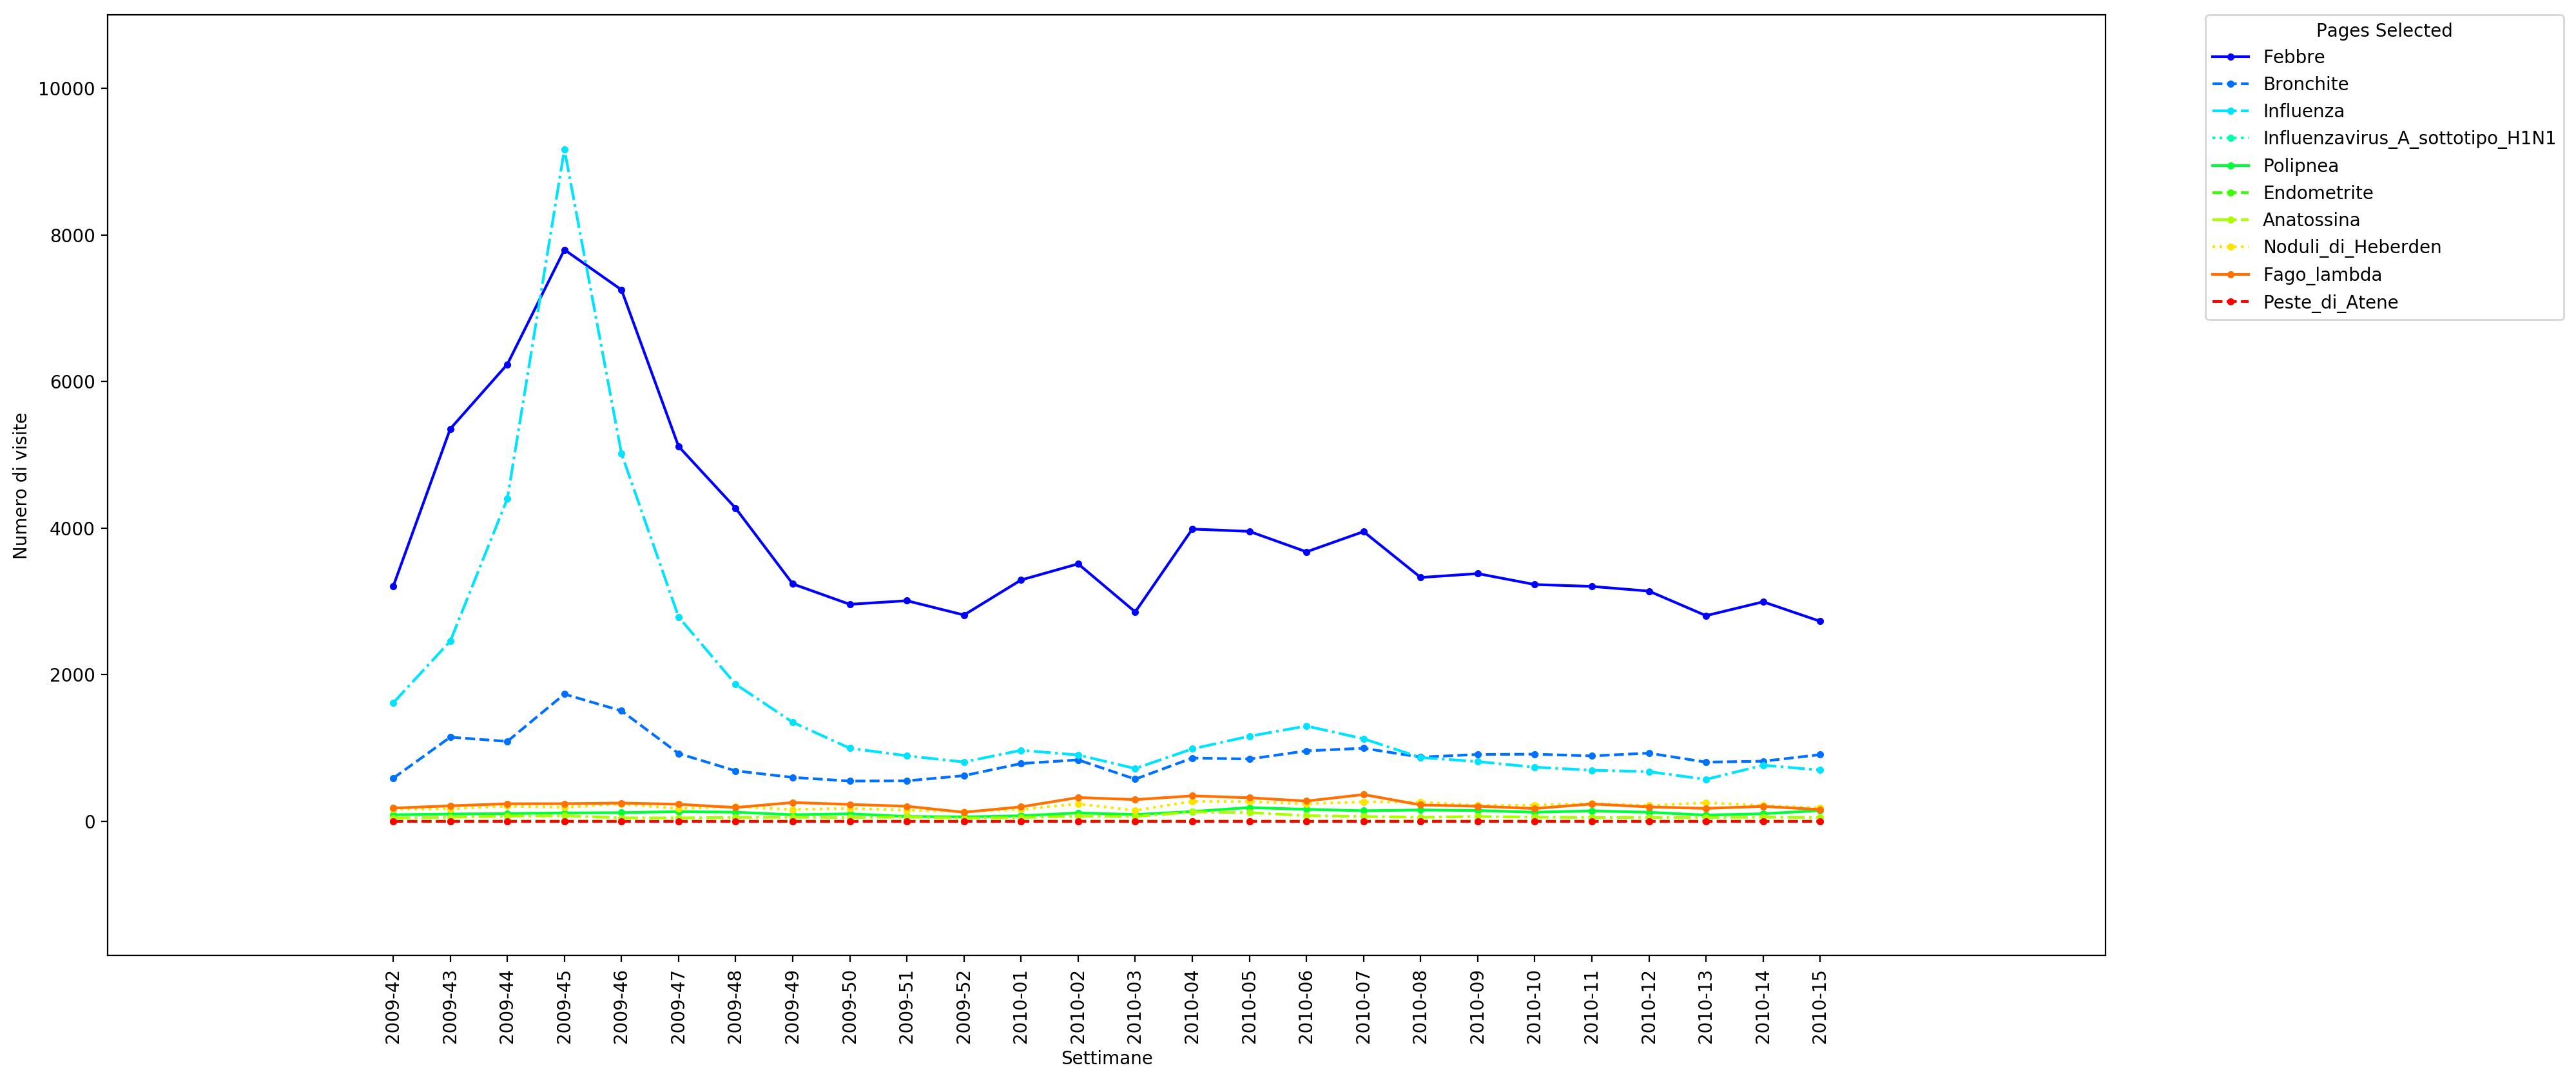 Pages Selected
Febbre
Bronchite
Influenza
Influenzavirus_A_sottotipo_H1N1
Polipnea
Endometrite
Anatossina
Noduli_di_Heberden
Fago_lambda
Peste_di_Atene
10000
8000
6000
4000
2000
0
Numero di visite
2009-42
2009-43
2009-44
2009-45
2009-46
2009-47
2009-48
2009-49
2009-50
2009-51
2009-52
2010-01
2010-02
2010-03
2010-04
2010-05
2010-06
2010-07
2010-08
2010-09
2010-10
2010-11
2010-12
2010-13
2010-14
2010-15
Settimane